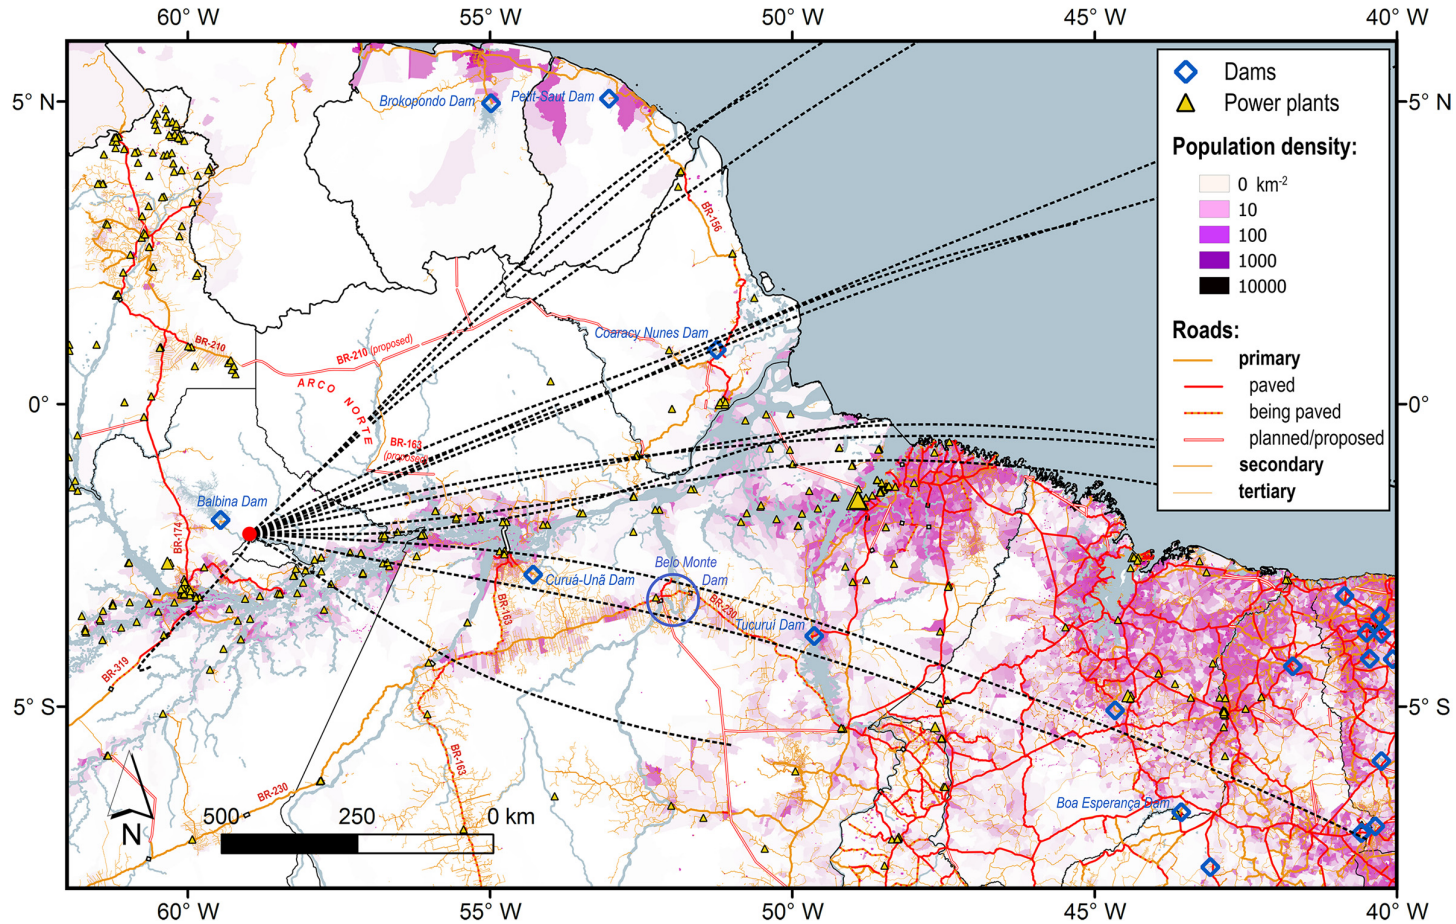 60° W
55° W
50° W
45° W
40° W
5° N
5° N
Brokopondo Dam
Petit-Saut Dam
Dams
Power plants
Population density:
0 km-2
10
100
1000
10000
BR-156
Roads:
primary
paved
being paved
planned/proposed
secondary
tertiary
Coaracy Nunes Dam
BR-210
BR-210 (proposed)
ARCO NORTE
0°
0°
BR-163
(proposed)
Balbina Dam
BR-174
Curuá-Unã Dam
Belo Monte
Dam
BR-230
BR-163
Tucuruí Dam
BR-319
5° S
5° S
BR-163
BR-230
Boa Esperança Dam
N
500
250
0 km
60° W
55° W
50° W
45° W
40° W